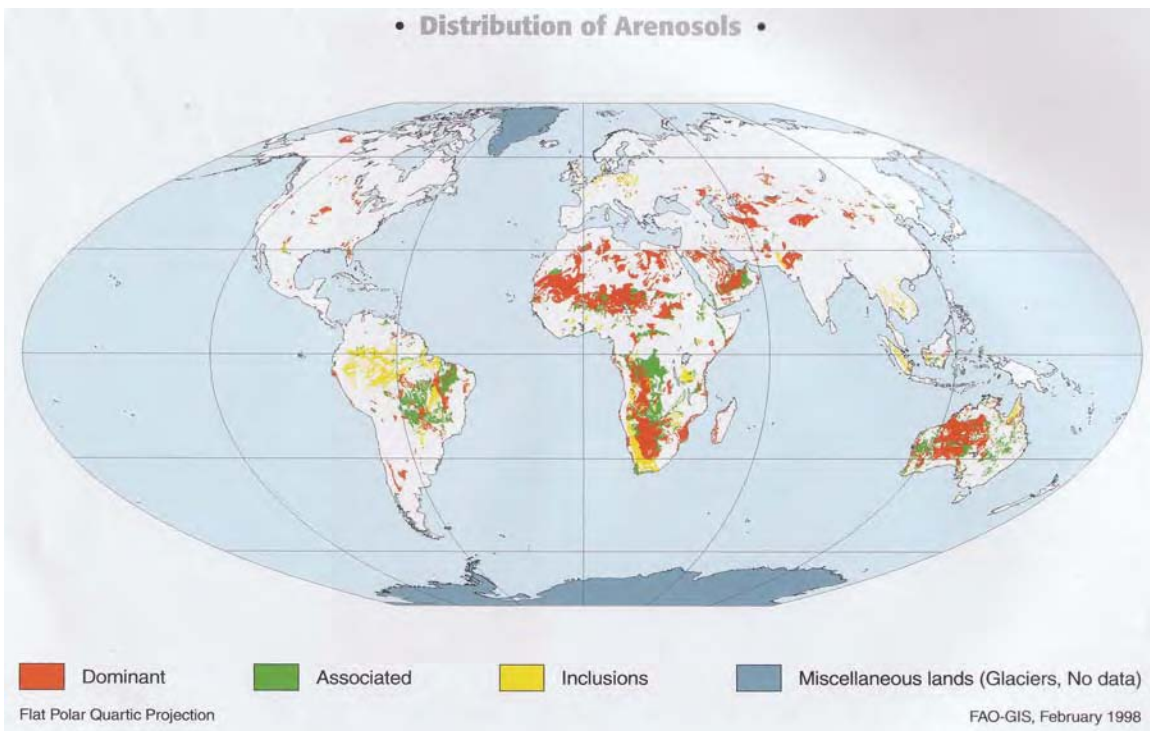 • Distribution of Arenosols •
Dominant
Associated
Inclusions
Miscellaneous lands (Glaciers, No data)
Flat Polar Quartic Projection
FAO-GIS, February 1998